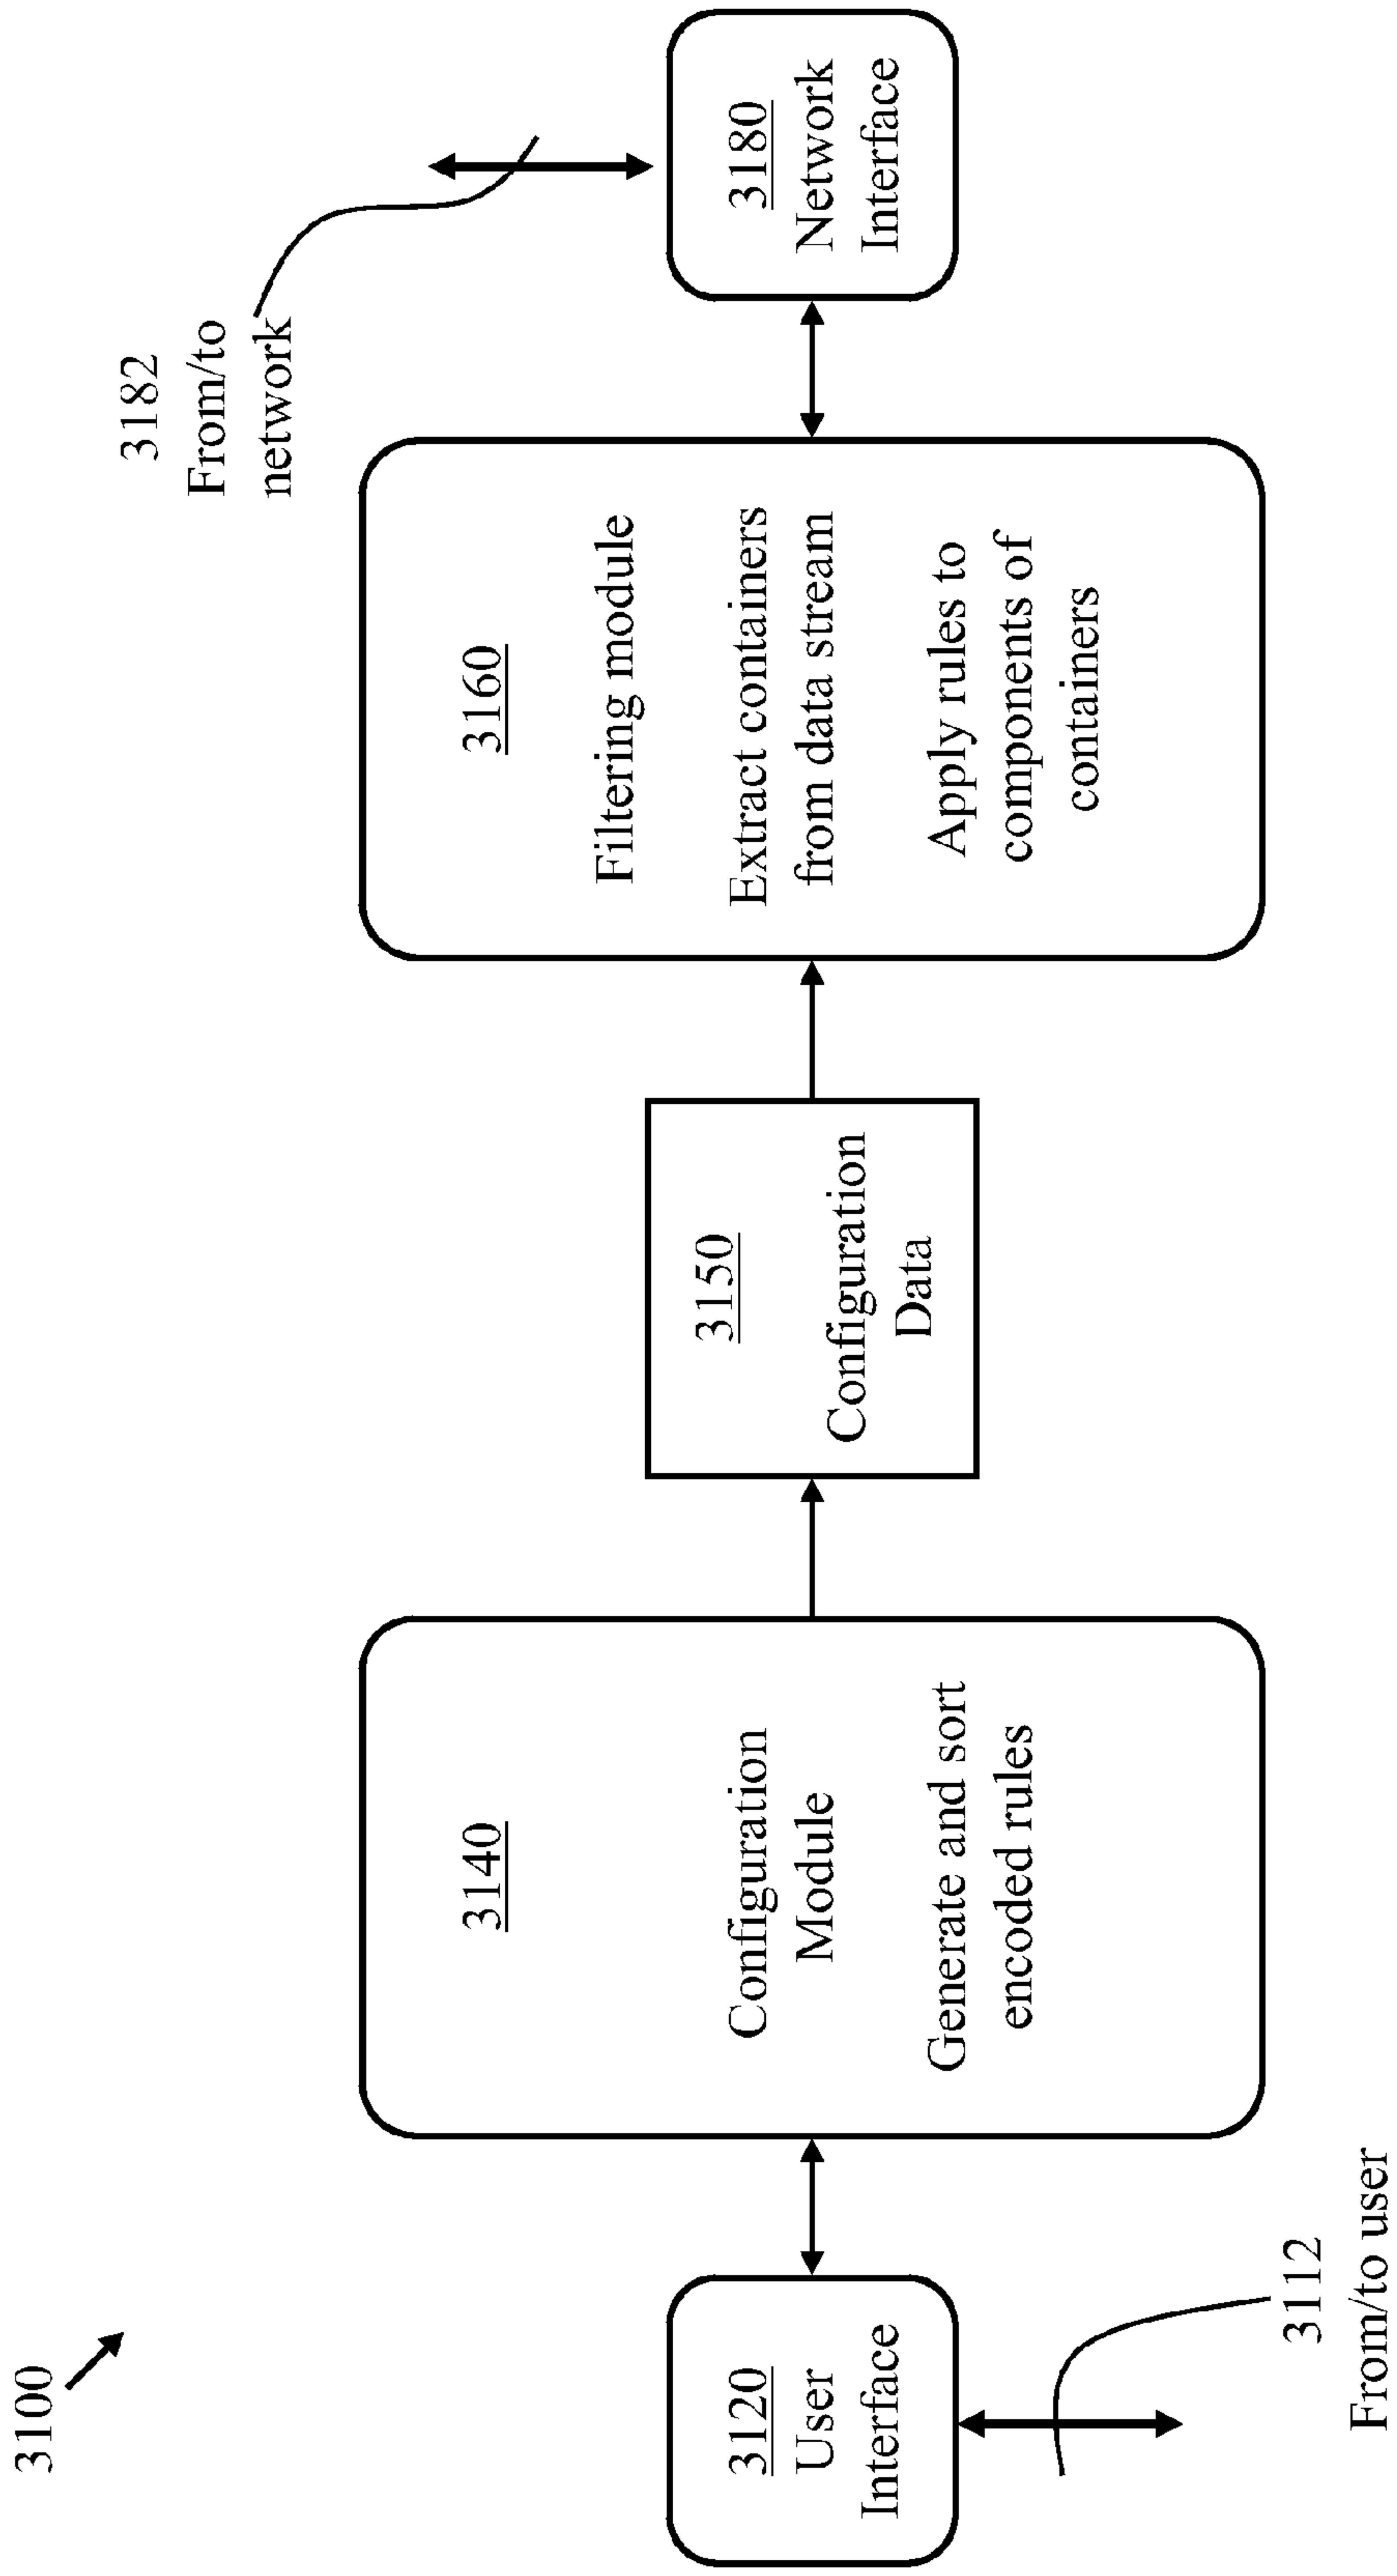 3100
3120
User
Interface
3112
From/to user
3140
Configuration
Module
Generate and sort
encoded rules
3150
Configuration
Data
3160
Filtering module
Extract containers
from data stream
Apply rules to
components of
containers
3182
From/to
network
3180
Network
Interface